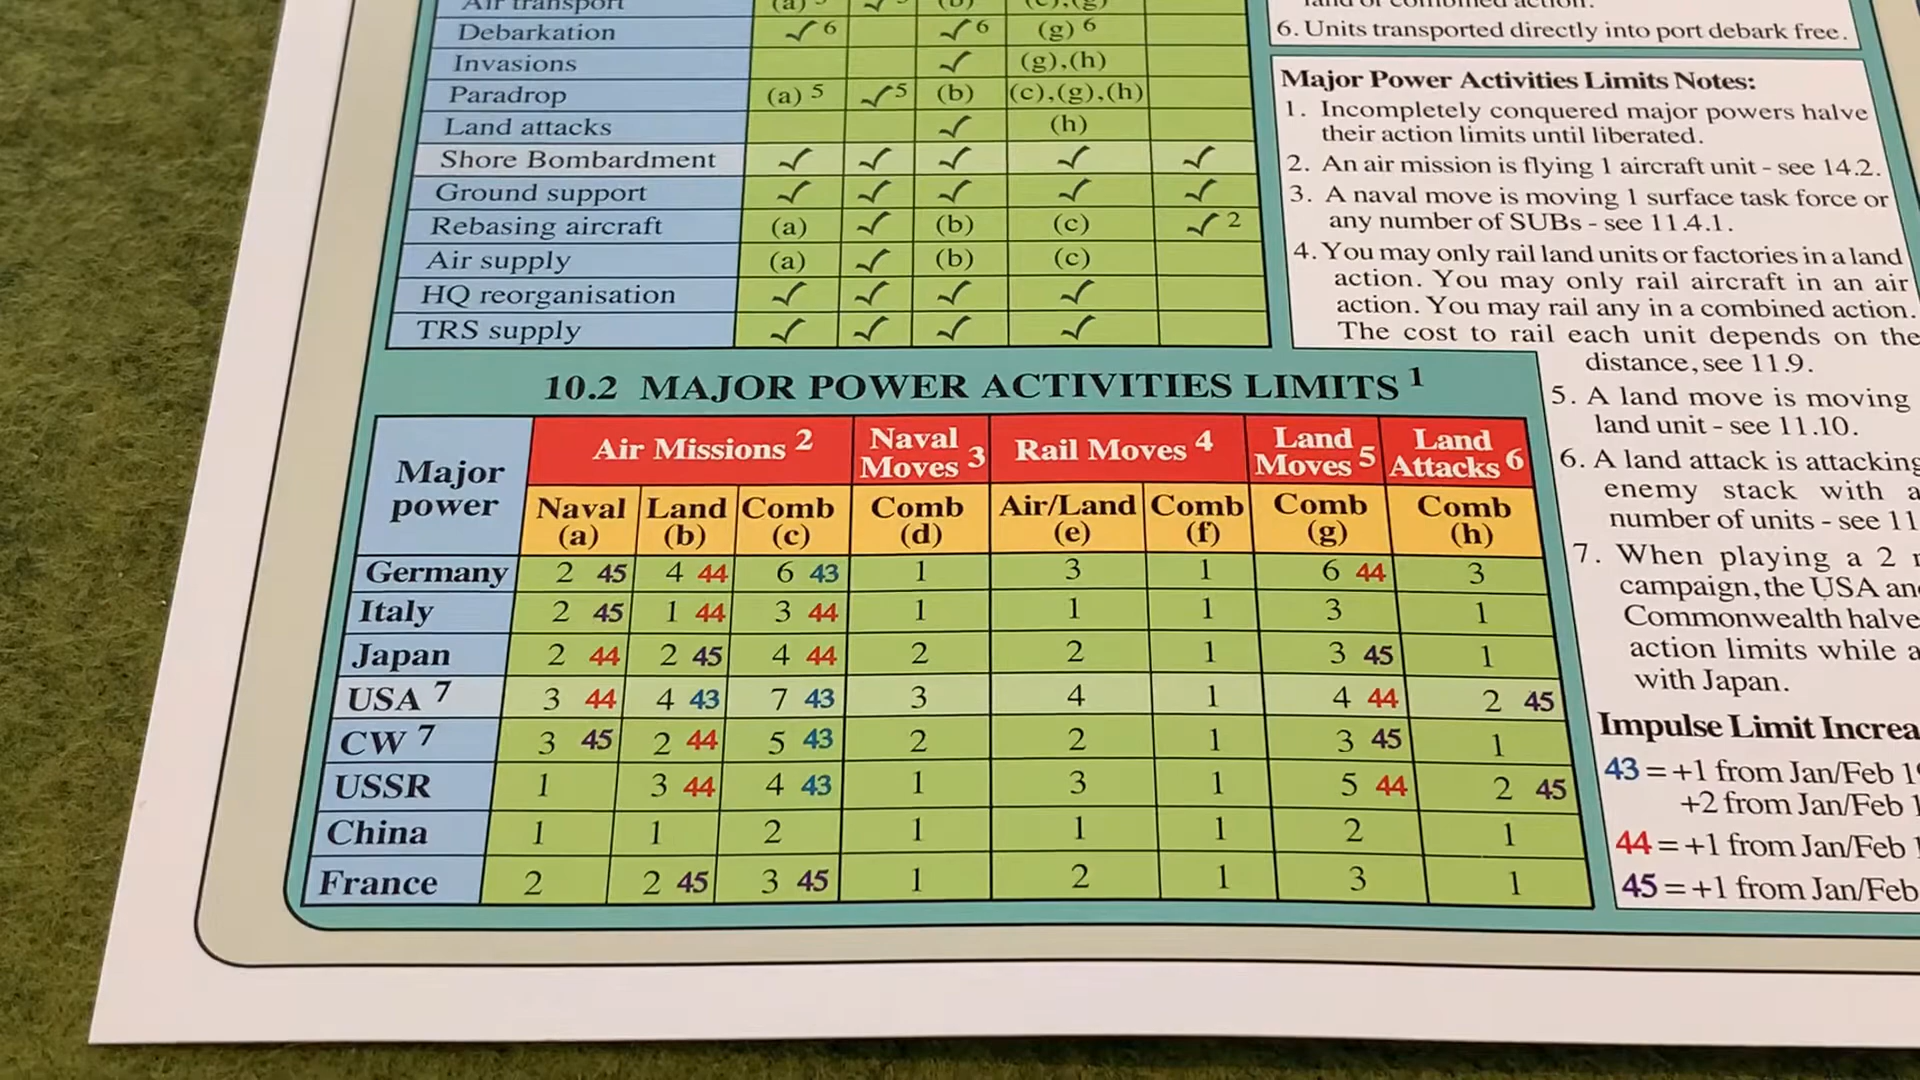 Air transport
Debarkation ✓6 ✓6 (g) 6
Invasions ✓ (g),(h)
Paradrop (a) 5 ✓5 (b) (c),(g),(h)
Land attacks ✓ (h)
Shore Bombardment ✓ ✓ ✓ ✓ ✓
Ground support ✓ ✓ ✓ ✓ ✓
Rebasing aircraft (a) ✓ (b) (c) ✓2
Air supply (a) ✓ (b) (c)
HQ reorganisation ✓ ✓ ✓ ✓
TRS supply ✓ ✓ ✓ ✓
land or combined action.
6. Units transported directly into port debark free.
Major Power Activities Limits Notes:
1. Incompletely conquered major powers halve
their action limits until liberated.
2. An air mission is flying 1 aircraft unit - see 14.2.
3. A naval move is moving 1 surface task force or
any number of SUBs - see 11.4.1.
4. You may only rail land units or factories in a land
action. You may only rail aircraft in an air
action. You may rail any in a combined action.
The cost to rail each unit depends on the
distance, see 11.9.
5. A land move is moving
land unit - see 11.10.
6. A land attack is attacking
enemy stack with a
number of units - see 11
7. When playing a 2
campaign, the USA
Commonwealth halve
action limits while a
with Japan.
Impulse Limit
43 = +1 from Jan/Feb
+2 from Jan/Feb
44 = +1 from Jan/Feb
45 = +1 from Jan/Feb
10.2 MAJOR POWER ACTIVITIES LIMITS 1
Major power
Air Missions 2
Naval Moves 3
Rail Moves 4
Land Moves 5
Land Attacks 6
Naval (a) Land (b) Comb (c) Comb (d) Air/Land (e) Comb (f) Comb (g) Comb (h)
Germany 2 45 4 44 6 43 1 3 1 6 44 3
Italy 2 45 1 44 3 44 1 1 1 3 1
Japan 2 44 2 45 4 44 2 2 1 3 45 1
USA 7 3 44 4 43 7 43 3 4 1 4 44 2 45
CW 7 3 45 2 44 5 43 2 2 1 3 45 1
USSR 1 3 44 4 43 1 3 1 5 44 2 45
China 1 1 2 1 1 1 2 1
France 2 2 45 3 45 1 2 1 3 1